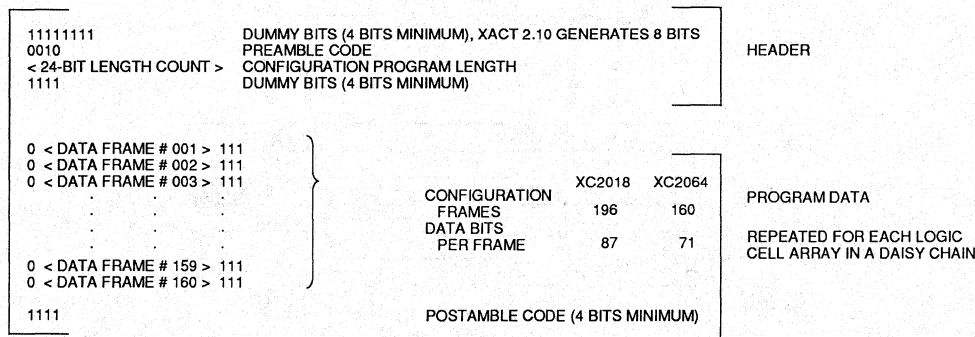 11111111 DUMMY BITS (4 BITS MINIMUM), XACT 2.10 GENERATES 8 BITS
0010 PREAMBLE CODE
< 24-BIT LENGTH COUNT > CONFIGURATION PROGRAM LENGTH
1111 DUMMY BITS (4 BITS MINIMUM)
HEADER
0 < DATA FRAME # 001 > 111
0 < DATA FRAME # 002 > 111
0 < DATA FRAME # 003 > 111
. . .
. . .
. . .
0 < DATA FRAME # 159 > 111
0 < DATA FRAME # 160 > 111
XC2018 XC2064
CONFIGURATION
FRAMES 196 160
DATA BITS
PER FRAME 87 71
PROGRAM DATA
REPEATED FOR EACH LOGIC
CELL ARRAY IN A DAISY CHAIN
1111 POSTAMBLE CODE (4 BITS MINIMUM)